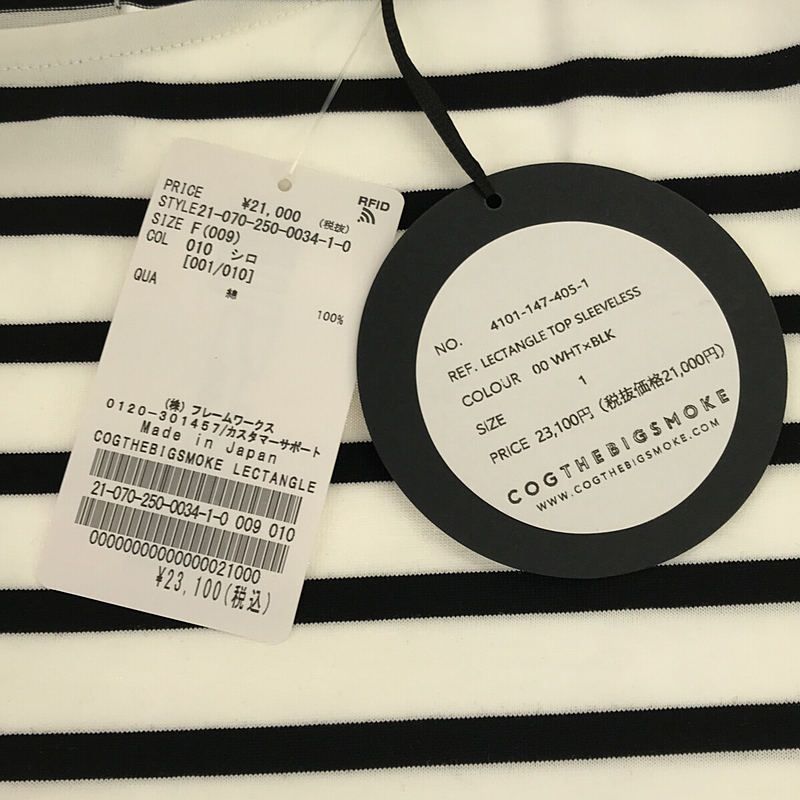 PRICE ¥21,000 (税抜)
RFID
STYLE21-070-250-0034-1-0
SIZE F(009)
COL 010 シロ
[001/010]
QUA 綿 100%
(株) フレームワークス
0120-301457/カスタマーサポート
Made in Japan
COGTHEBIGSMOKE LECTANGLE
21-070-250-0034-1-0 009 010
00000000000000021000
¥23,100(税込)
NO. 4101-147-405-1
REF. LECTANGLE TOP SLEEVELESS
COLOUR 00 WHT×BLK
SIZE 1
PRICE 23,100円 (税抜価格21,000円)
COGTHEBIGSMOKE
WWW.COGTHEBIGSMOKE.COM